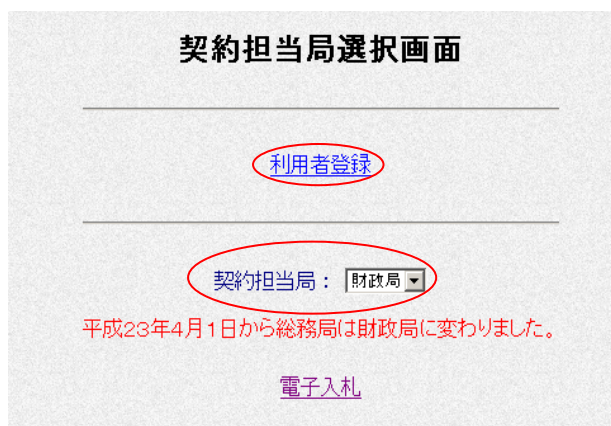 契約担当局選択画面
利用者登録
契約担当局： 財政局
平成23年4月1日から総務局は財政局に変わりました。
電子入札